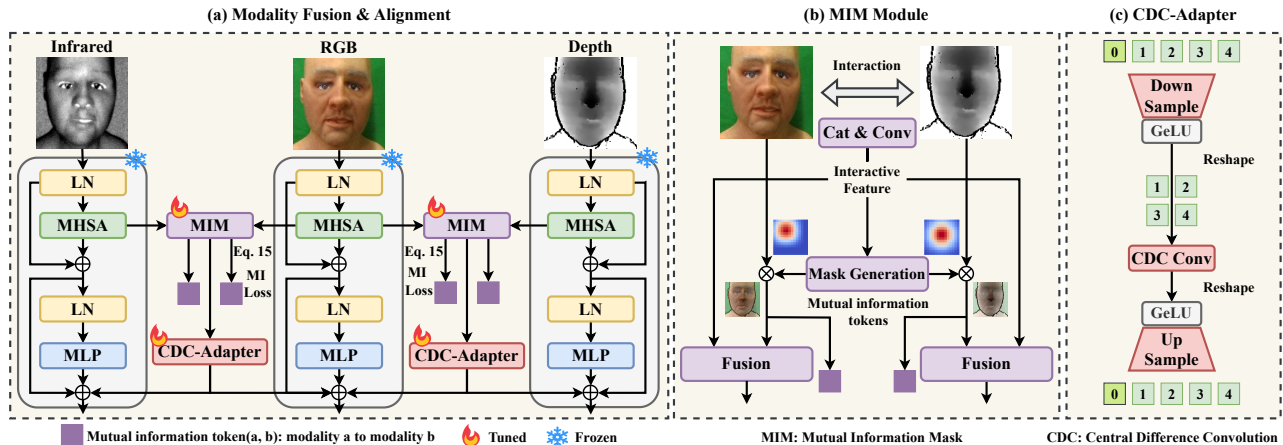 (a) Modality Fusion & Alignment
Infrared
RGB
Depth
LN
LN
LN
MHSA
MIM
MHSA
MIM
MHSA
Eq. 15
MI
Loss
Eq. 15
MI
Loss
LN
LN
LN
MLP
CDC-Adapter
MLP
CDC-Adapter
MLP
Mutual information token(a, b): modality a to modality b
Tuned
Frozen
(b) MIM Module
Interaction
Cat & Conv
Interactive
Feature
Mask Generation
Mutual information
tokens
Fusion
Fusion
MIM: Mutual Information Mask
(c) CDC-Adapter
0 1 2 3 4
Down
Sample
GeLU
Reshape
1 2
3 4
CDC Conv
Reshape
GeLU
Up
Sample
0 1 2 3 4
CDC: Central Difference Convolution